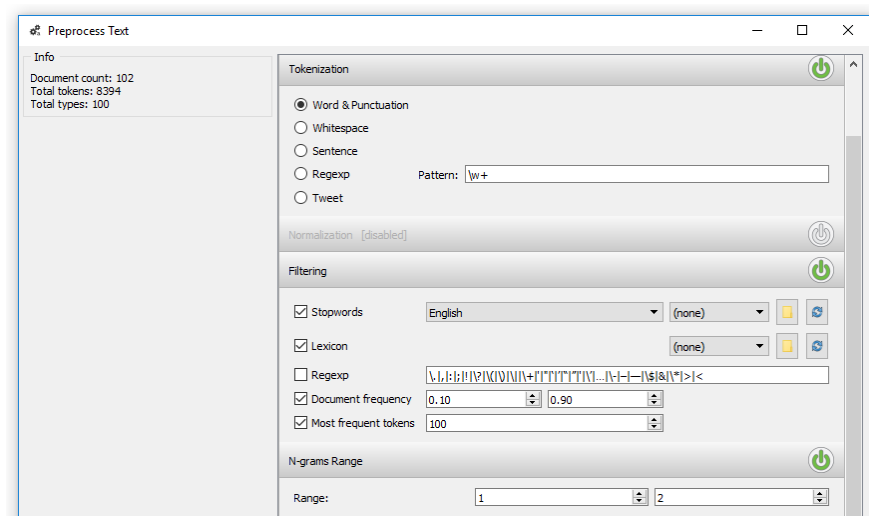 Preprocess Text
Info
Document count: 102
Total tokens: 8394
Total types: 100
Tokenization
Word & Punctuation
Whitespace
Sentence
Regexp Pattern: \w+
Tweet
Normalization [disabled]
Filtering
Stopwords English (none)
Lexicon (none)
Regexp
Document frequency 0.10 0.90
Most frequent tokens 100
N-grams Range
Range: 1 2